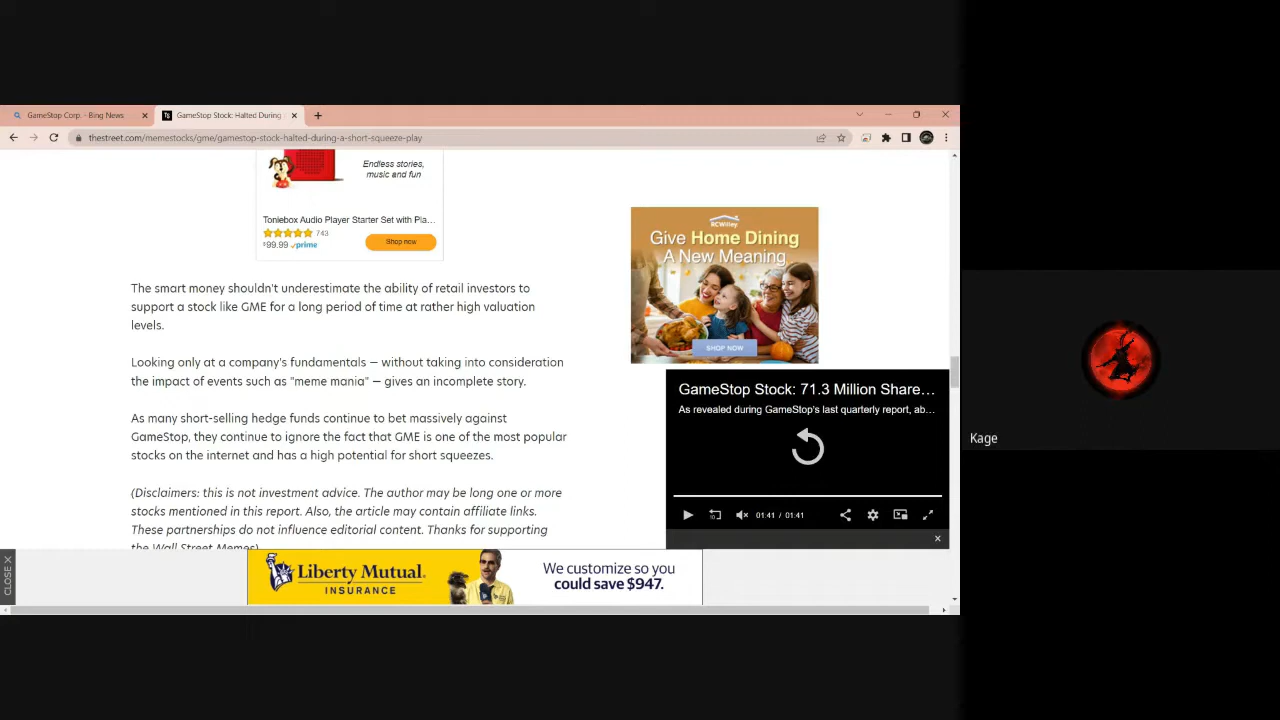 GameStop Corp. - Bing News
GameStop Stock: Halted During
thestreet.com/memestocks/gme/gamestop-stock-halted-during-a-short-squeeze-play
Endless stories,
music and fun
Toniebox Audio Player Starter Set with Pla...
743
$99.99 prime
Shop now
The smart money shouldn't underestimate the ability of retail investors to
support a stock like GME for a long period of time at rather high valuation
levels.
Looking only at a company's fundamentals — without taking into consideration
the impact of events such as "meme mania" — gives an incomplete story.
As many short-selling hedge funds continue to bet massively against
GameStop, they continue to ignore the fact that GME is one of the most popular
stocks on the internet and has a high potential for short squeezes.
(Disclaimers: this is not investment advice. The author may be long one or more
stocks mentioned in this report. Also, the article may contain affiliate links.
These partnerships do not influence editorial content. Thanks for supporting
the Wall Street Memes)
RCWilley
Give Home Dining
A New Meaning
SHOP NOW
GameStop Stock: 71.3 Million Share...
As revealed during GameStop's last quarterly report, ab...
10
01:41 / 01:41
CLOSE X
Liberty Mutual.
INSURANCE
We customize so you
could save $947.
Kage